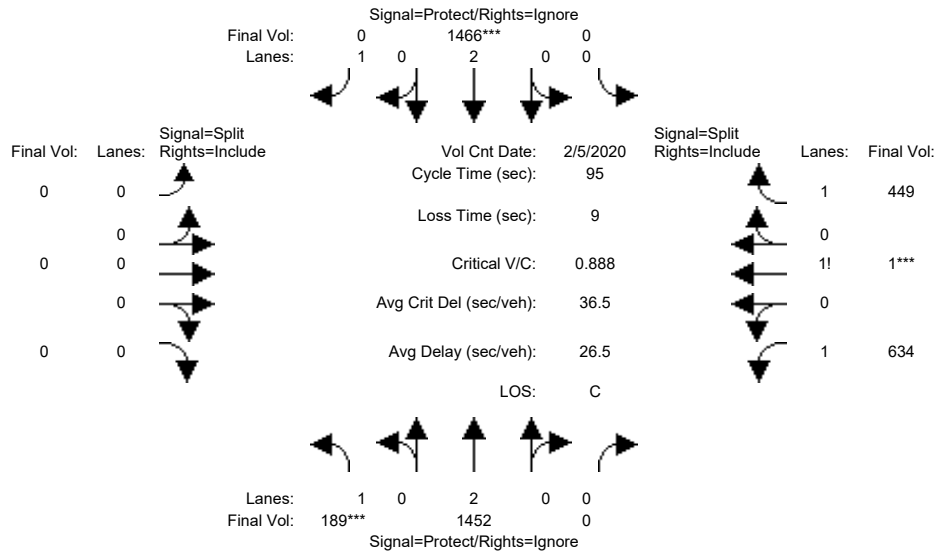 Signal=Protect/Rights=Ignore
Final Vol: 0 1466*** 0
Lanes: 1 0 2 0 0
Signal=Split
Final Vol: Lanes: Rights=Include
Vol Cnt Date: 2/5/2020
Signal=Split
Rights=Include Lanes: Final Vol:
Cycle Time (sec): 95
0 0
1 449
Loss Time (sec): 9
0
0
0 0
Critical V/C: 0.888
1! 1***
0
Avg Crit Del (sec/veh): 36.5
0
0 0
Avg Delay (sec/veh): 26.5
1 634
LOS: C
Lanes: 1 0 2 0 0
Final Vol: 189*** 1452 0
Signal=Protect/Rights=Ignore